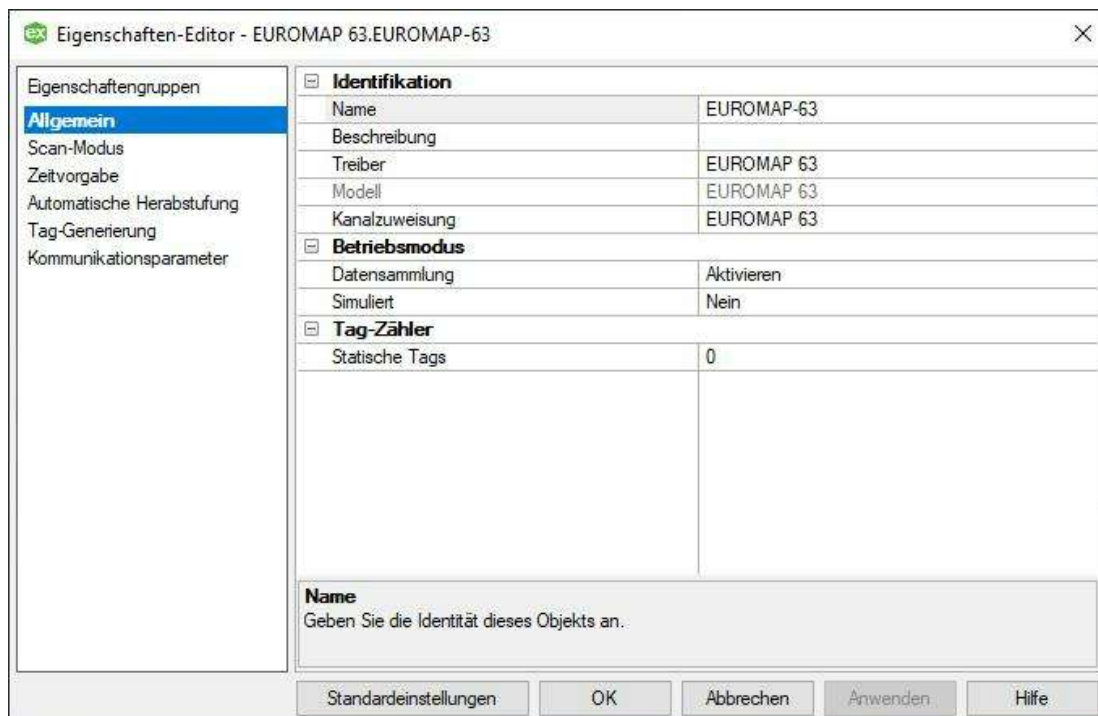 Eigenschaften-Editor - EUROMAP 63.EUROMAP-63
Eigenschaftengruppen
Allgemein
Scan-Modus
Zeitvorgabe
Automatische Herabstufung
Tag-Generierung
Kommunikationsparameter
Identifikation
Name EUROMAP-63
Beschreibung
Treiber EUROMAP 63
Modell EUROMAP 63
Kanalzuweisung EUROMAP 63
Betriebsmodus
Datensammlung Aktivieren
Simuliert Nein
Tag-Zähler
Statische Tags 0
Name
Geben Sie die Identität dieses Objekts an.
Standardeinstellungen OK Abbrechen Anwenden Hilfe